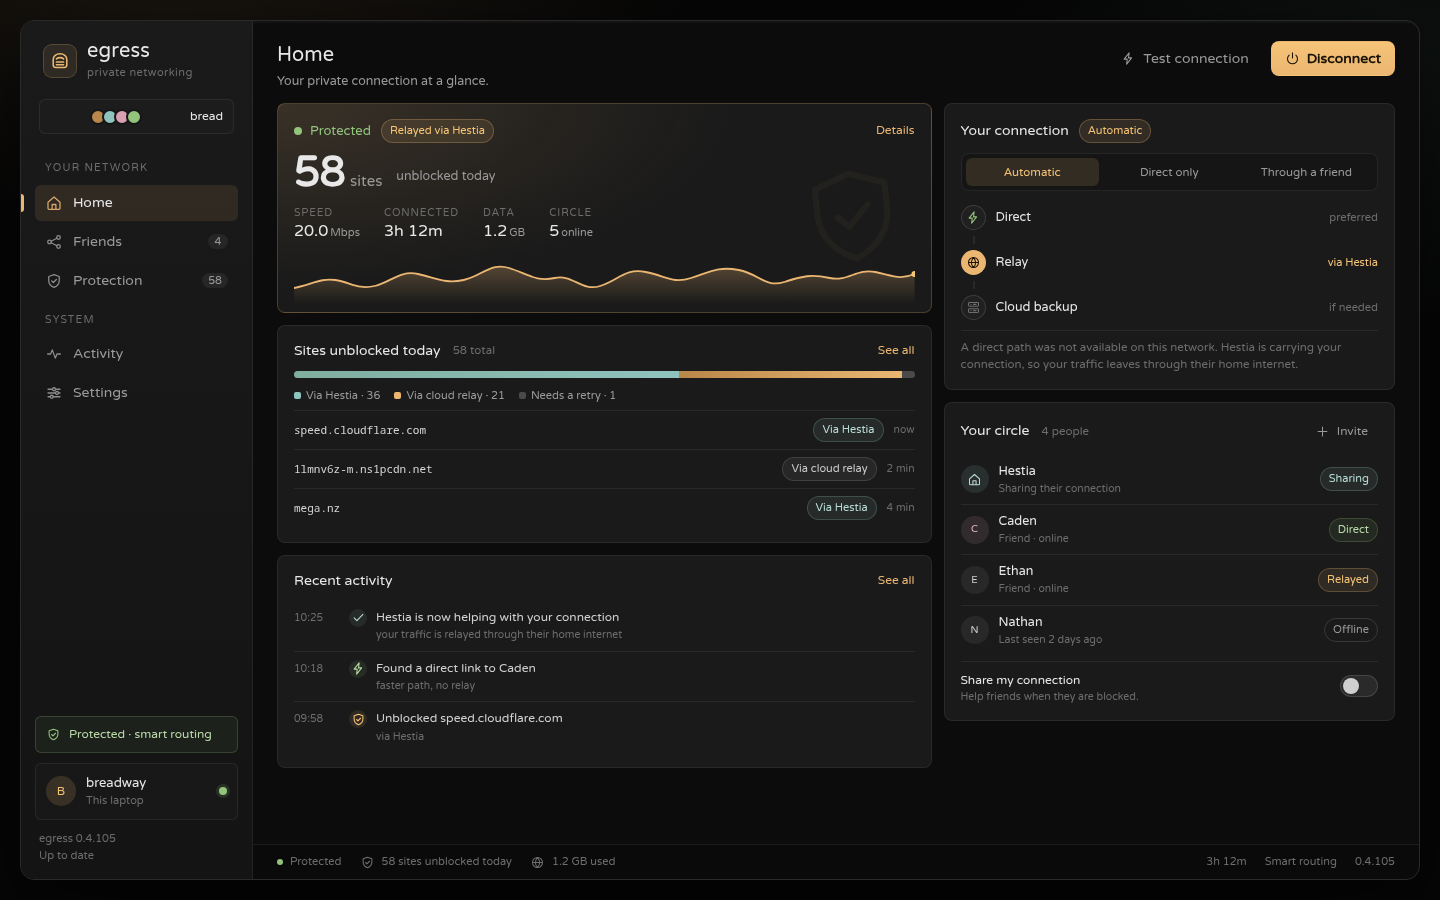 egress
private networking
bread
YOUR NETWORK
Home
Friends 4
Protection 58
SYSTEM
Activity
Settings
Protected · smart routing
B
breadway
This laptop
egress 0.4.105
Up to date
Home
Your private connection at a glance.
Test connection
Disconnect
Protected
Relayed via Hestia
Details
58 sites unblocked today
SPEED
20.0 Mbps
CONNECTED
3h 12m
DATA
1.2 GB
CIRCLE
5 online
Sites unblocked today 58 total
See all
Via Hestia · 36
Via cloud relay · 21
Needs a retry · 1
speed.cloudflare.com Via Hestia now
1lmnv6z-m.ns1pcdn.net Via cloud relay 2 min
mega.nz Via Hestia 4 min
Recent activity
See all
10:25 Hestia is now helping with your connection
your traffic is relayed through their home internet
10:18 Found a direct link to Caden
faster path, no relay
09:58 Unblocked speed.cloudflare.com
via Hestia
Your connection Automatic
Automatic
Direct only
Through a friend
Direct preferred
Relay via Hestia
Cloud backup if needed
A direct path was not available on this network. Hestia is carrying your
connection, so your traffic leaves through their home internet.
Your circle 4 people
Invite
Hestia
Sharing their connection
Sharing
C
Caden
Friend · online
Direct
E
Ethan
Friend · online
Relayed
N
Nathan
Last seen 2 days ago
Offline
Share my connection
Help friends when they are blocked.
Protected
58 sites unblocked today
1.2 GB used
3h 12m
Smart routing
0.4.105